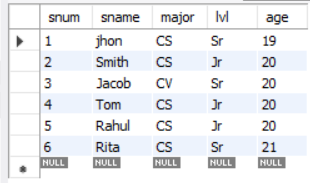 snum sname major lvl age
1 jhon CS Sr 19
2 Smith CS Jr 20
3 Jacob CV Sr 20
4 Tom CS Jr 20
5 Rahul CS Jr 20
6 Rita CS Sr 21
NULL NULL NULL NULL NULL